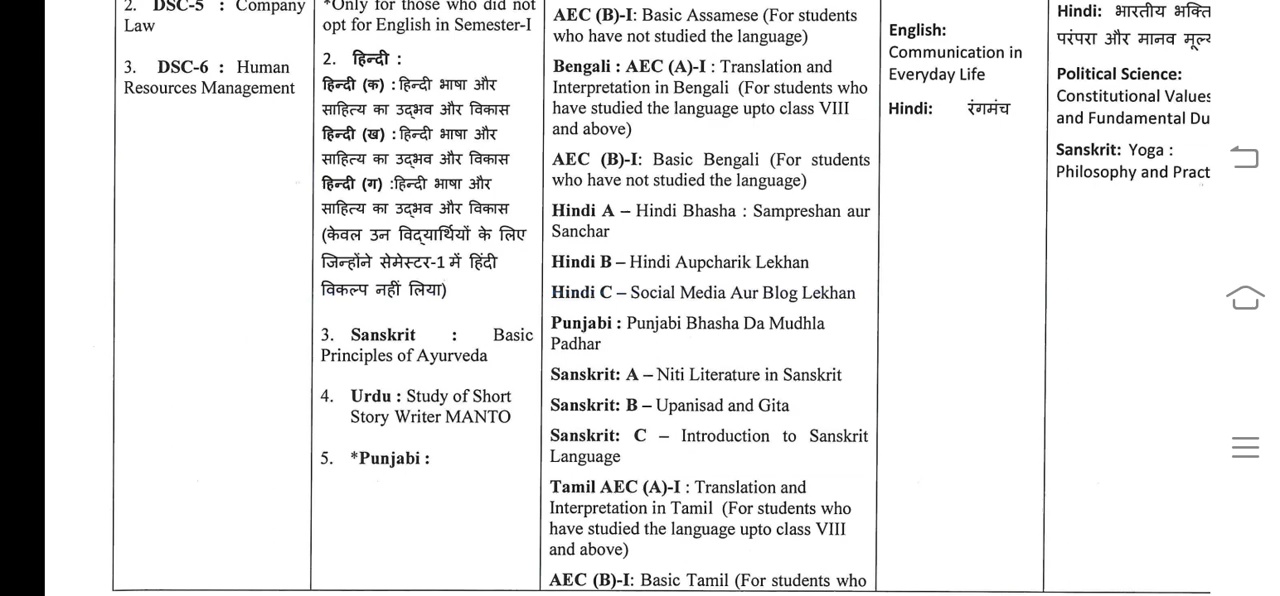 2. DSC-5 : Company
Law
3. DSC-6 : Human
Resources Management
*Only for those who did not
opt for English in Semester-I
2. हिन्दी :
हिन्दी (क) :हिन्दी भाषा और
साहित्य का उद्भव और विकास
हिन्दी (ख) :हिन्दी भाषा और
साहित्य का उद्भव और विकास
हिन्दी (ग) :हिन्दी भाषा और
साहित्य का उद्भव और विकास
(केवल उन विद्यार्थियों के लिए
जिन्होंने सेमेस्टर-1 में हिंदी
विकल्प नहीं लिया)
3. Sanskrit : Basic
Principles of Ayurveda
4. Urdu : Study of Short
Story Writer MANTO
5. *Punjabi :
AEC (B)-I: Basic Assamese (For students
who have not studied the language)
Bengali : AEC (A)-I : Translation and
Interpretation in Bengali (For students who
have studied the language upto class VIII
and above)
AEC (B)-I: Basic Bengali (For students
who have not studied the language)
Hindi A – Hindi Bhasha : Sampreshan aur
Sanchar
Hindi B – Hindi Aupcharik Lekhan
Hindi C – Social Media Aur Blog Lekhan
Punjabi : Punjabi Bhasha Da Mudhla
Padhar
Sanskrit: A – Niti Literature in Sanskrit
Sanskrit: B – Upanisad and Gita
Sanskrit: C – Introduction to Sanskrit
Language
Tamil AEC (A)-I : Translation and
Interpretation in Tamil (For students who
have studied the language upto class VIII
and above)
AEC (B)-I: Basic Tamil (For students who
English:
Communication in
Everyday Life
Hindi: रंगमंच
Hindi: भारतीय भक्ति
परंपरा और मानव मूल्य
Political Science:
Constitutional Values
and Fundamental Du
Sanskrit: Yoga :
Philosophy and Pract